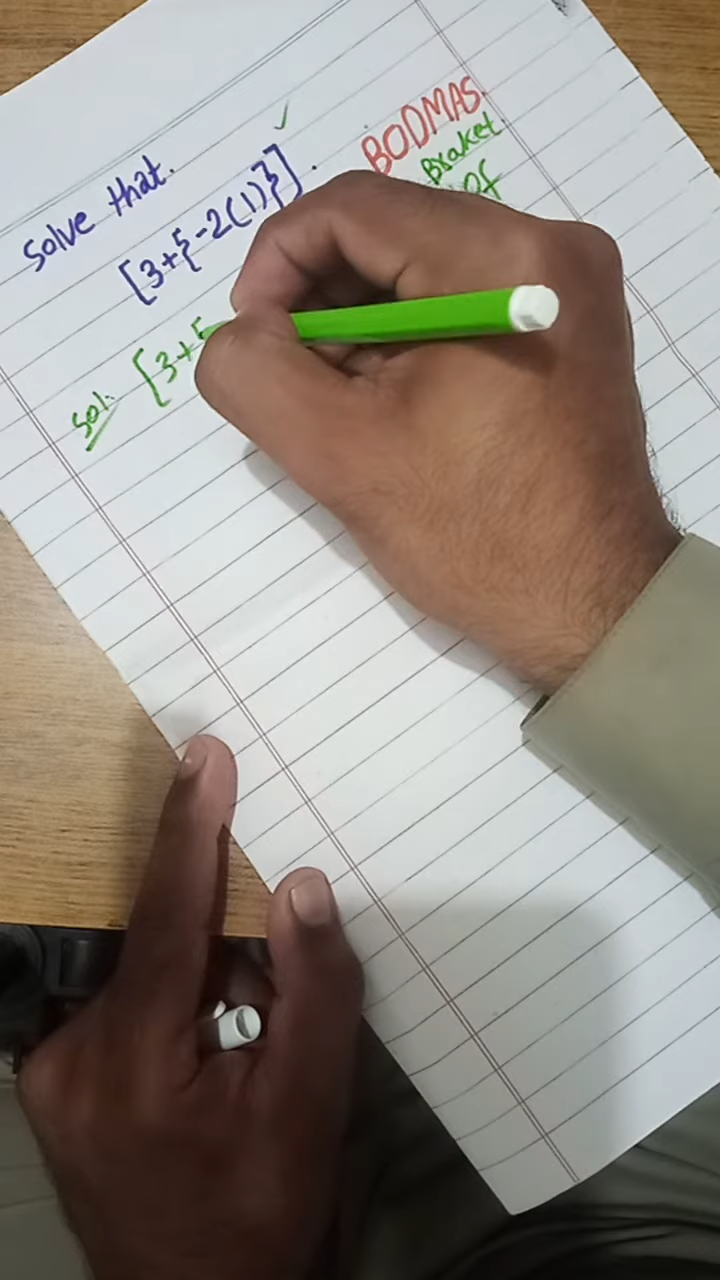 Solve that.
[3+{-2(1)}].
BODMAS.
Braket
Of
Sol:
[3+{